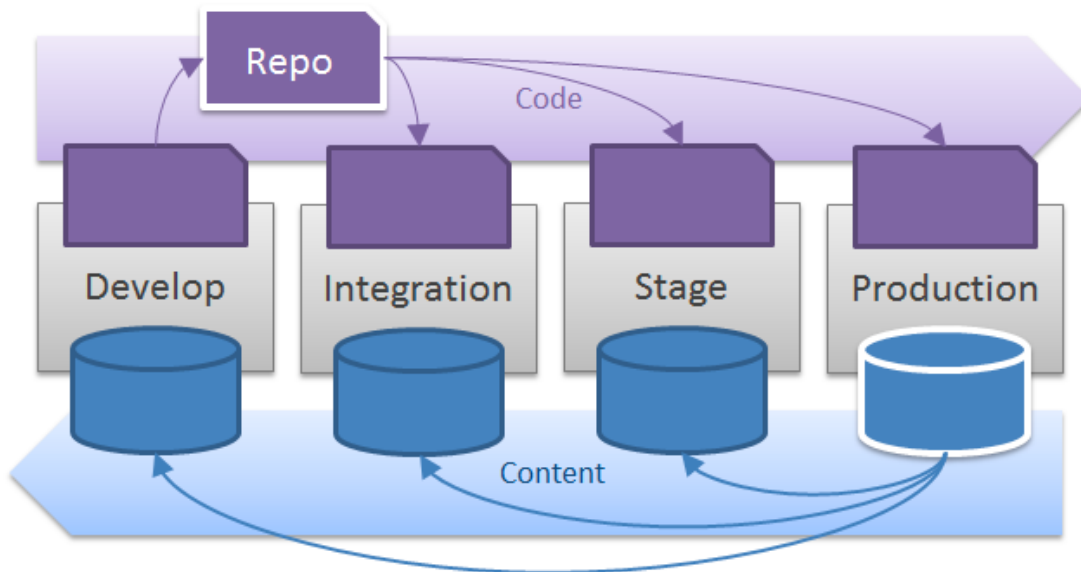 Repo
Code
Develop
Integration
Stage
Production
Content